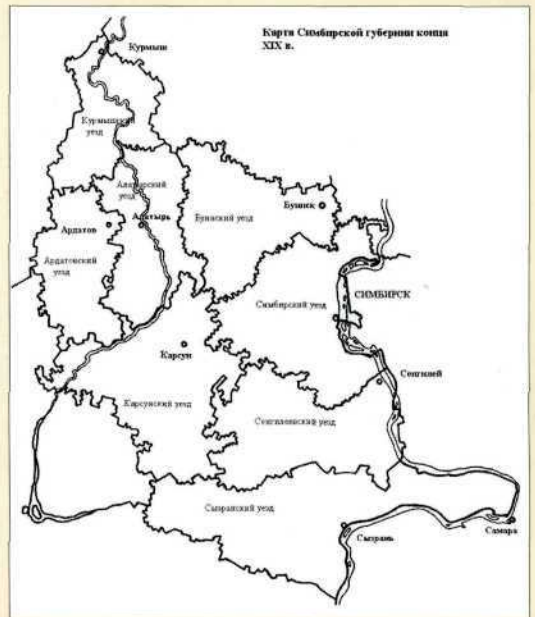 Карта Симбирской губернии конца
XIX в.
Курмыш
Курмышский
уезд
Алатырский
уезд
Буинск
Ардатов
Алатырь
Буинский уезд
Ардатовский
уезд
СИМБИРСК
Симбирский уезд
Карсун
Сенгилей
Карсунский уезд
Сенгилеевский уезд
Сызранский уезд
Сызрань
Самара